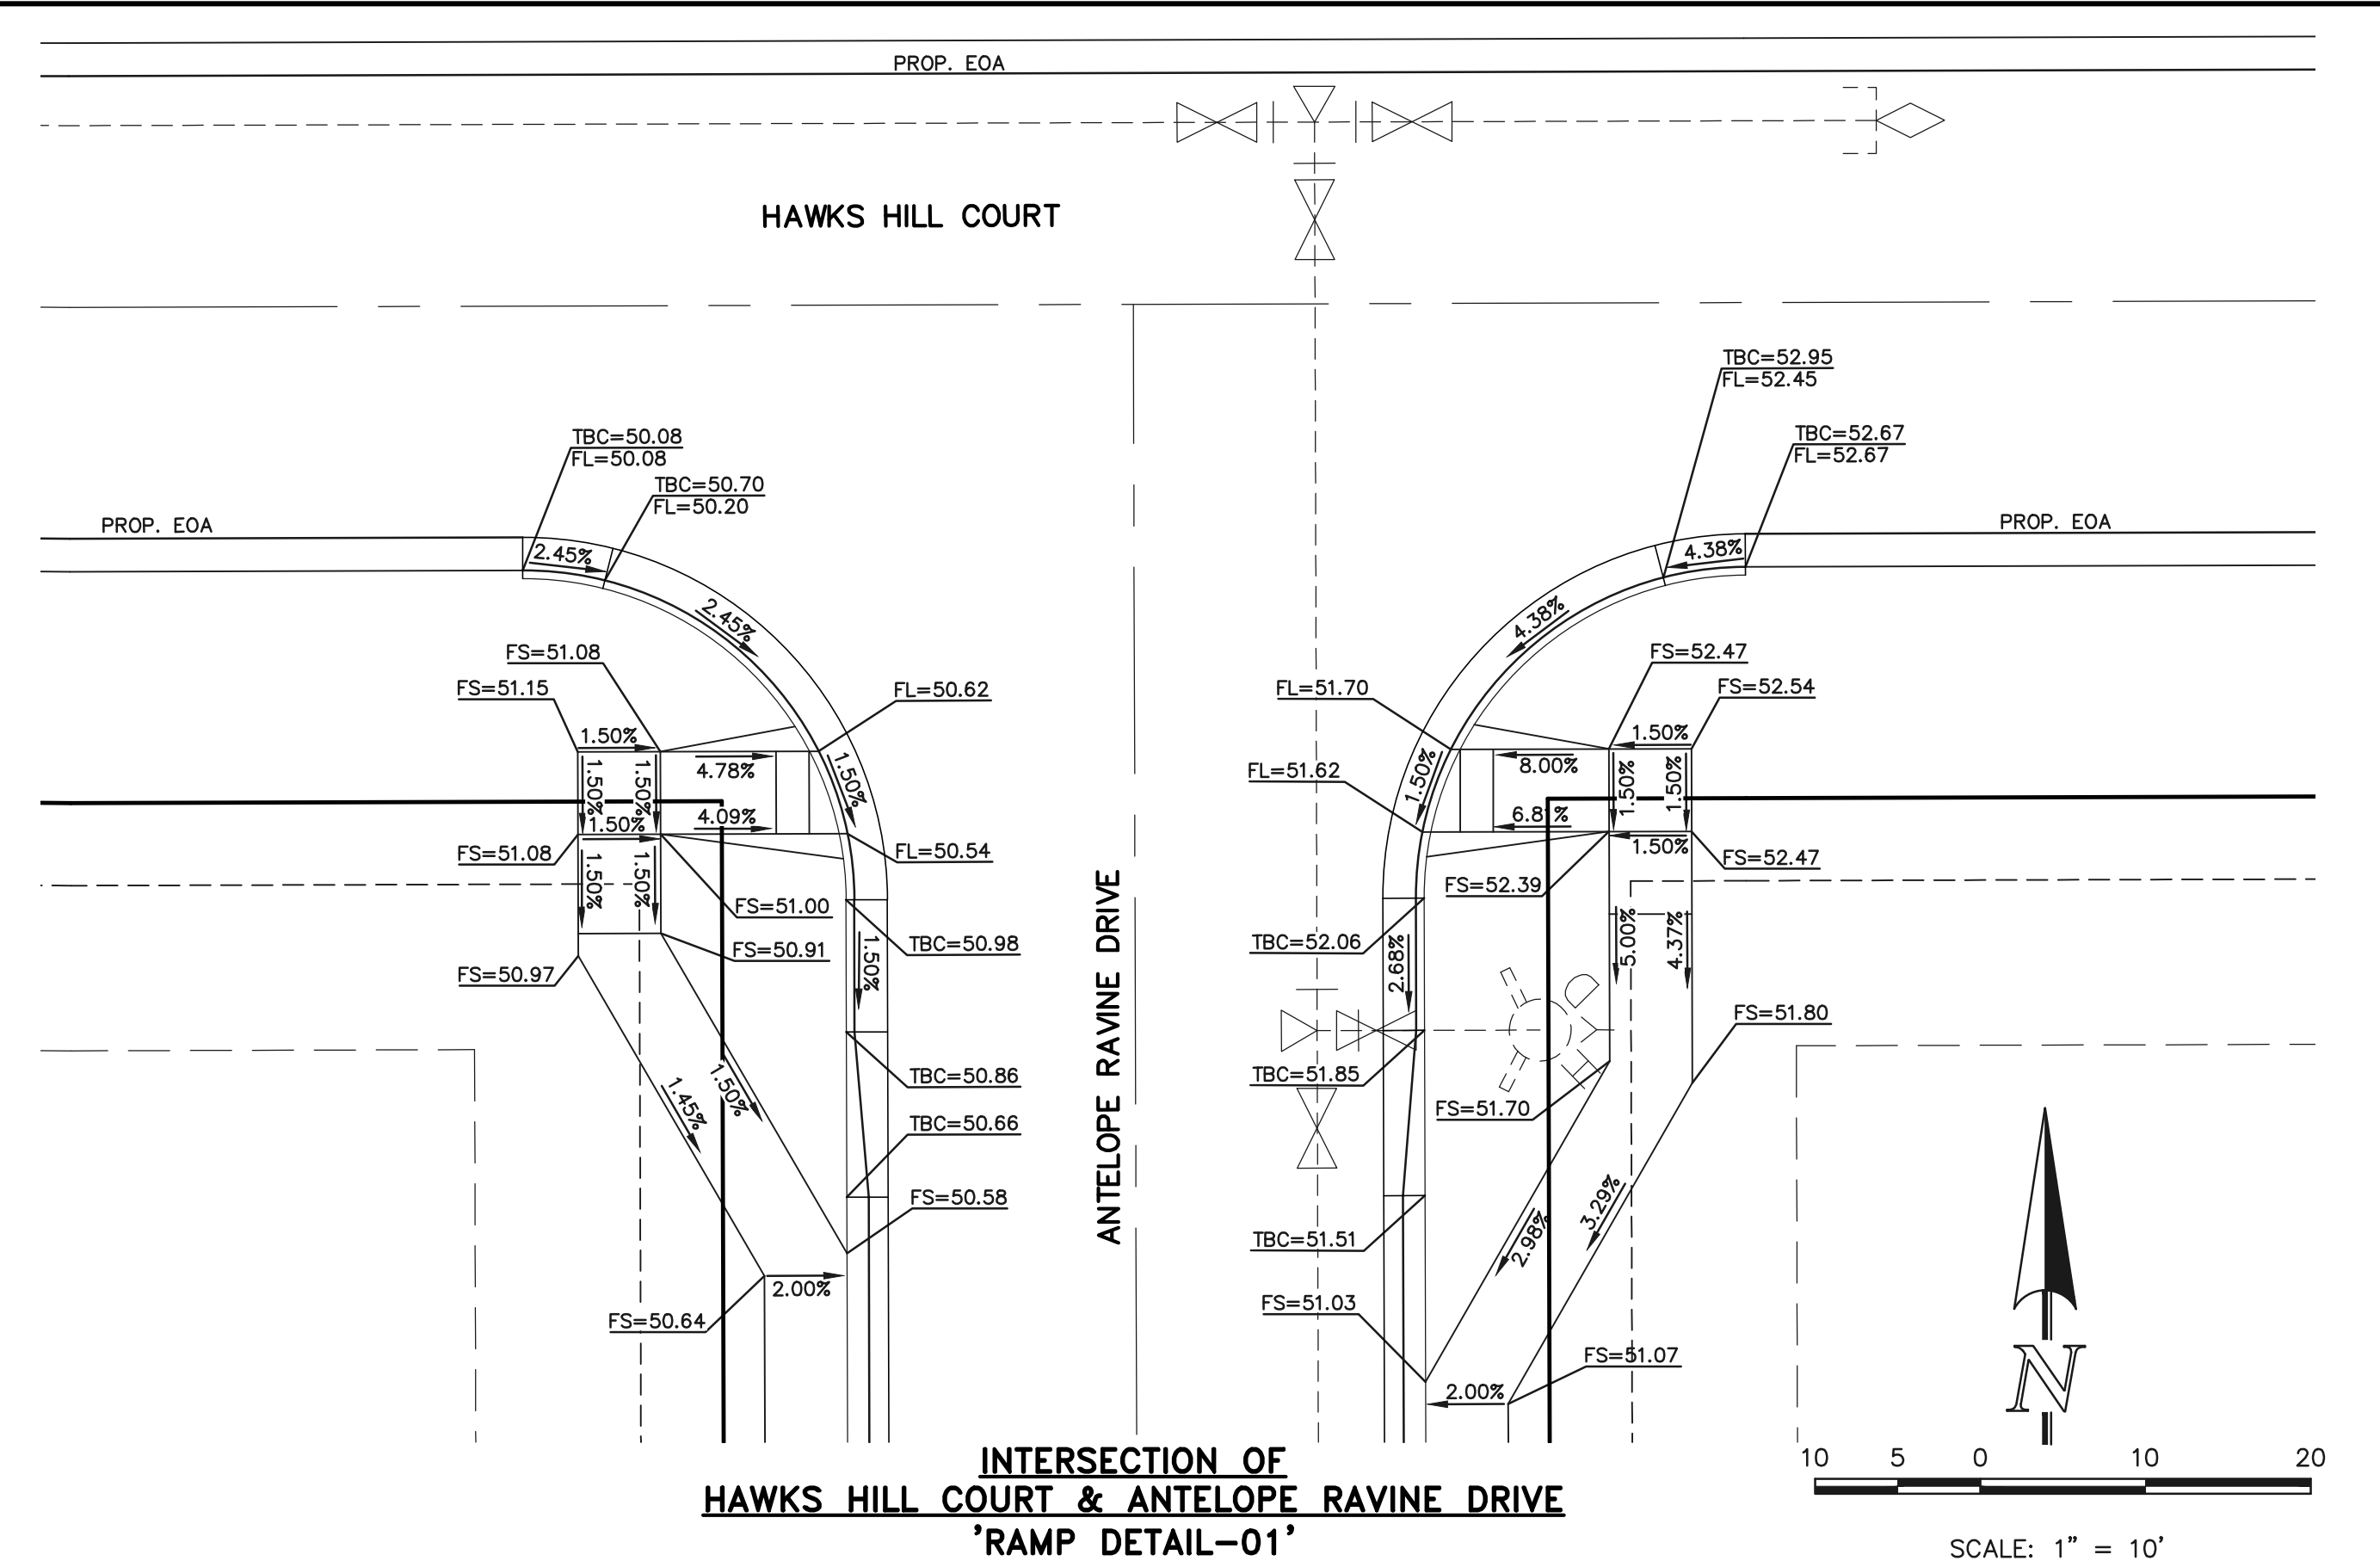 PROP. EOA
HAWKS HILL COURT
TBC=52.95
FL=52.45
TBC=50.08
FL=50.08
TBC=52.67
FL=52.67
TBC=50.70
FL=50.20
PROP. EOA
PROP. EOA
2.45%
4.38%
2.45%
4.38%
FS=51.08
FS=52.47
FS=51.15
FL=50.62
FL=51.70
FS=52.54
1.50%
1.50%
4.78%
8.00%
1.50%
1.50%
1.50%
1.50%
1.50%
1.50%
FL=51.62
4.09%
6.81%
1.50%
1.50%
FS=51.08
FL=50.54
FS=52.47
1.50%
1.50%
FS=52.39
FS=51.00
FS=50.91
TBC=50.98
TBC=52.06
1.50%
2.68%
5.00%
4.37%
FS=50.97
ANTELOPE RAVINE DRIVE
FS=51.80
TBC=50.86
TBC=51.85
1.45%
1.50%
FS=51.70
TBC=50.66
FS=50.58
3.29%
2.98%
TBC=51.51
2.00%
FS=50.64
FS=51.03
FS=51.07
2.00%
N
INTERSECTION OF
HAWKS HILL COURT & ANTELOPE RAVINE DRIVE
'RAMP DETAIL-01'
10 5 0 10 20
SCALE: 1" = 10'